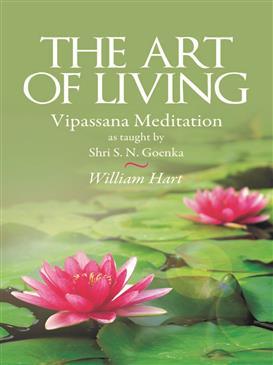 THE ART
OF LIVING
Vipassana Meditation
as taught by
Shri S. N. Goenka
William Hart